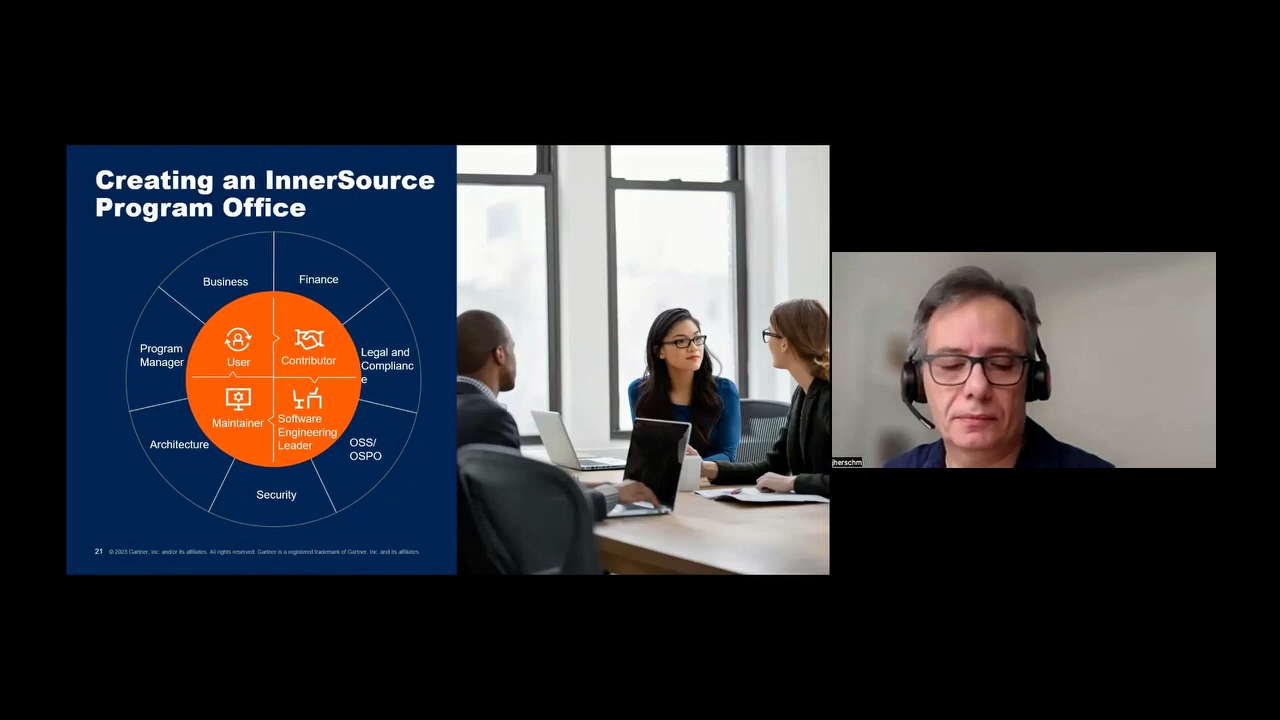 Creating an InnerSource
Program Office
Business
Finance
Program
Manager
User
Contributor
Legal and
Complianc
e
Maintainer
Software
Engineering
Leader
Architecture
OSS/
OSPO
Security
21 © 2023 Gartner, Inc. and/or its affiliates. All rights reserved. Gartner is a registered trademark of Gartner, Inc. and its affiliates
jherschm